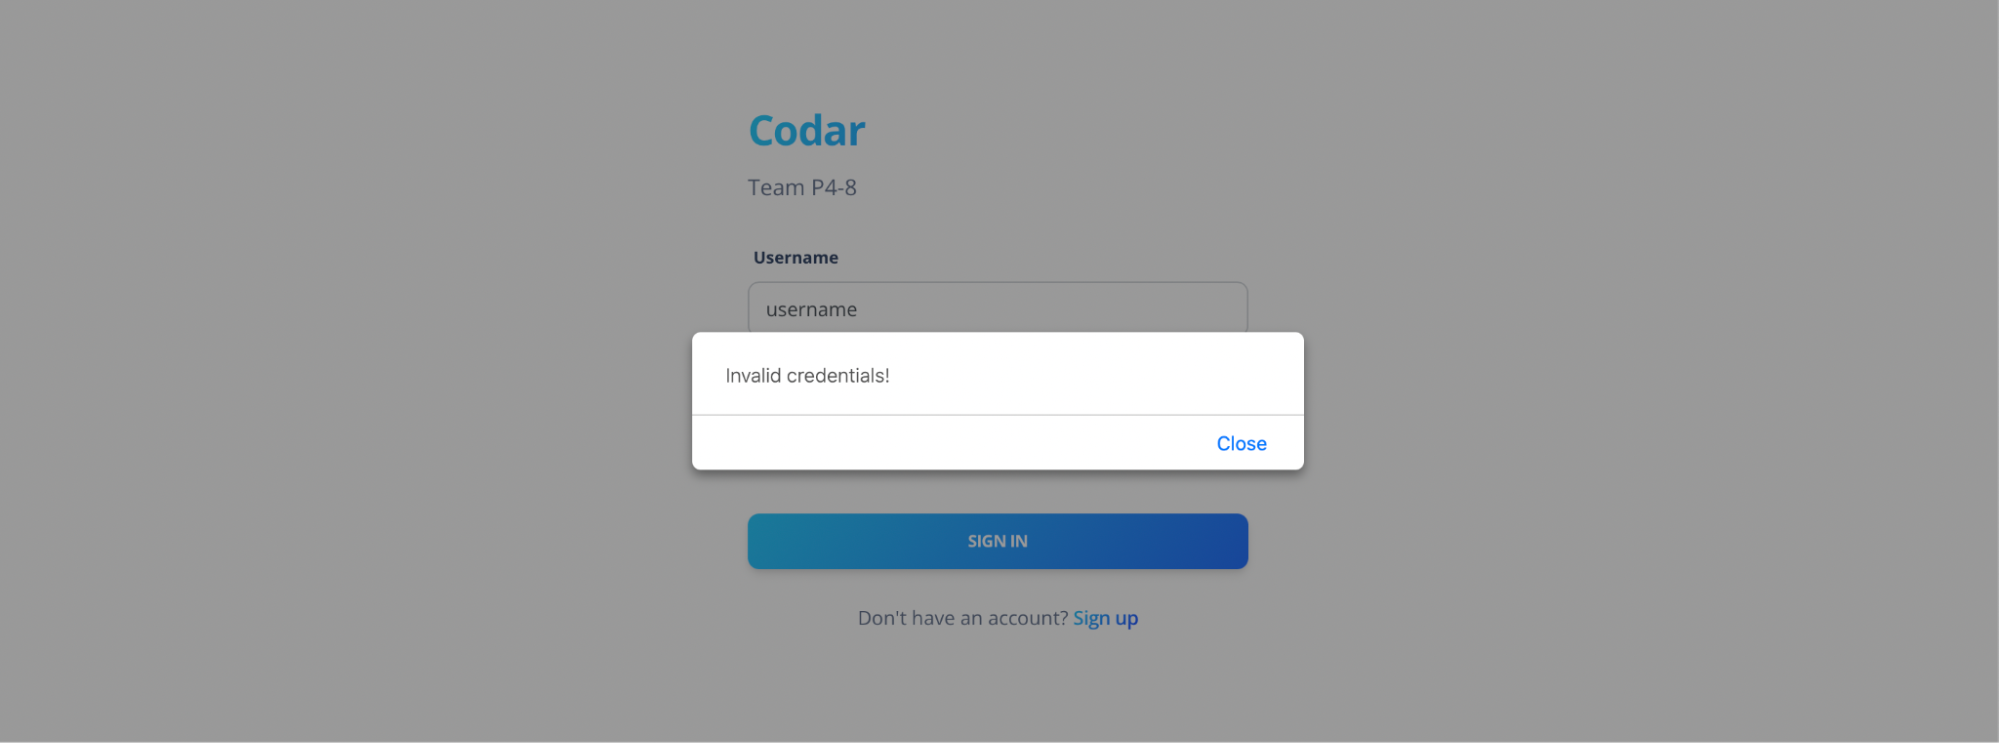 Codar
Team P4-8
Username
username
Invalid credentials!
Close
SIGN IN
Don't have an account? Sign up